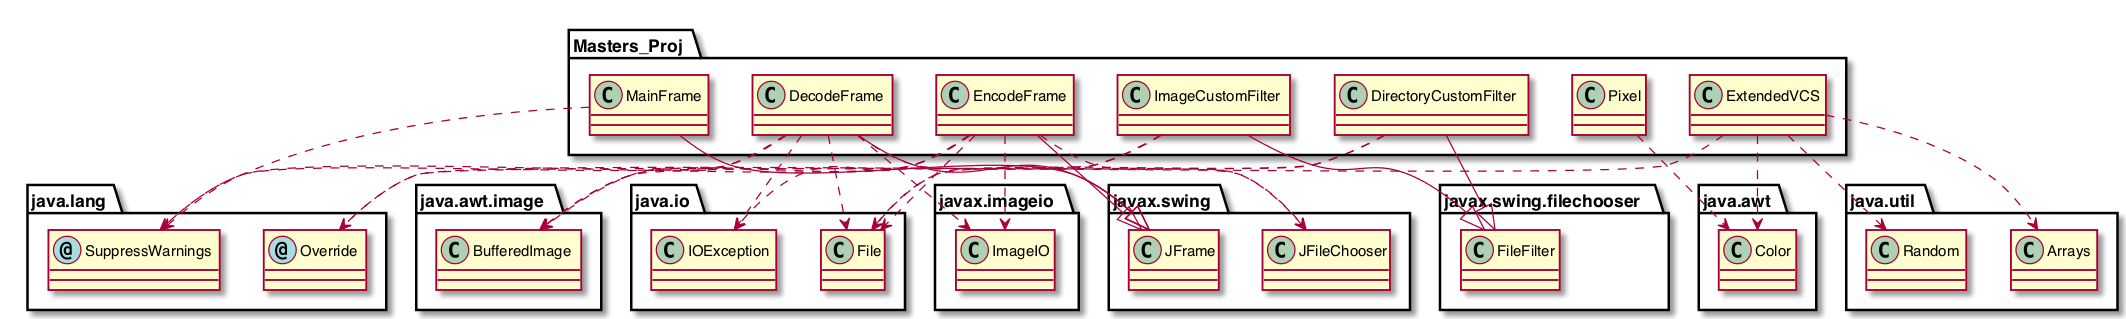 Masters_Proj
C MainFrame
C DecodeFrame
C EncodeFrame
C ImageCustomFilter
C DirectoryCustomFilter
C Pixel
C ExtendedVCS
java.lang
java.awt.image
java.io
javax.imageio
javax.swing
javax.swing.filechooser
java.awt
java.util
@ SuppressWarnings
@ Override
C BufferedImage
C IOException
C File
C ImageIO
C JFrame
C JFileChooser
C FileFilter
C Color
C Random
C Arrays